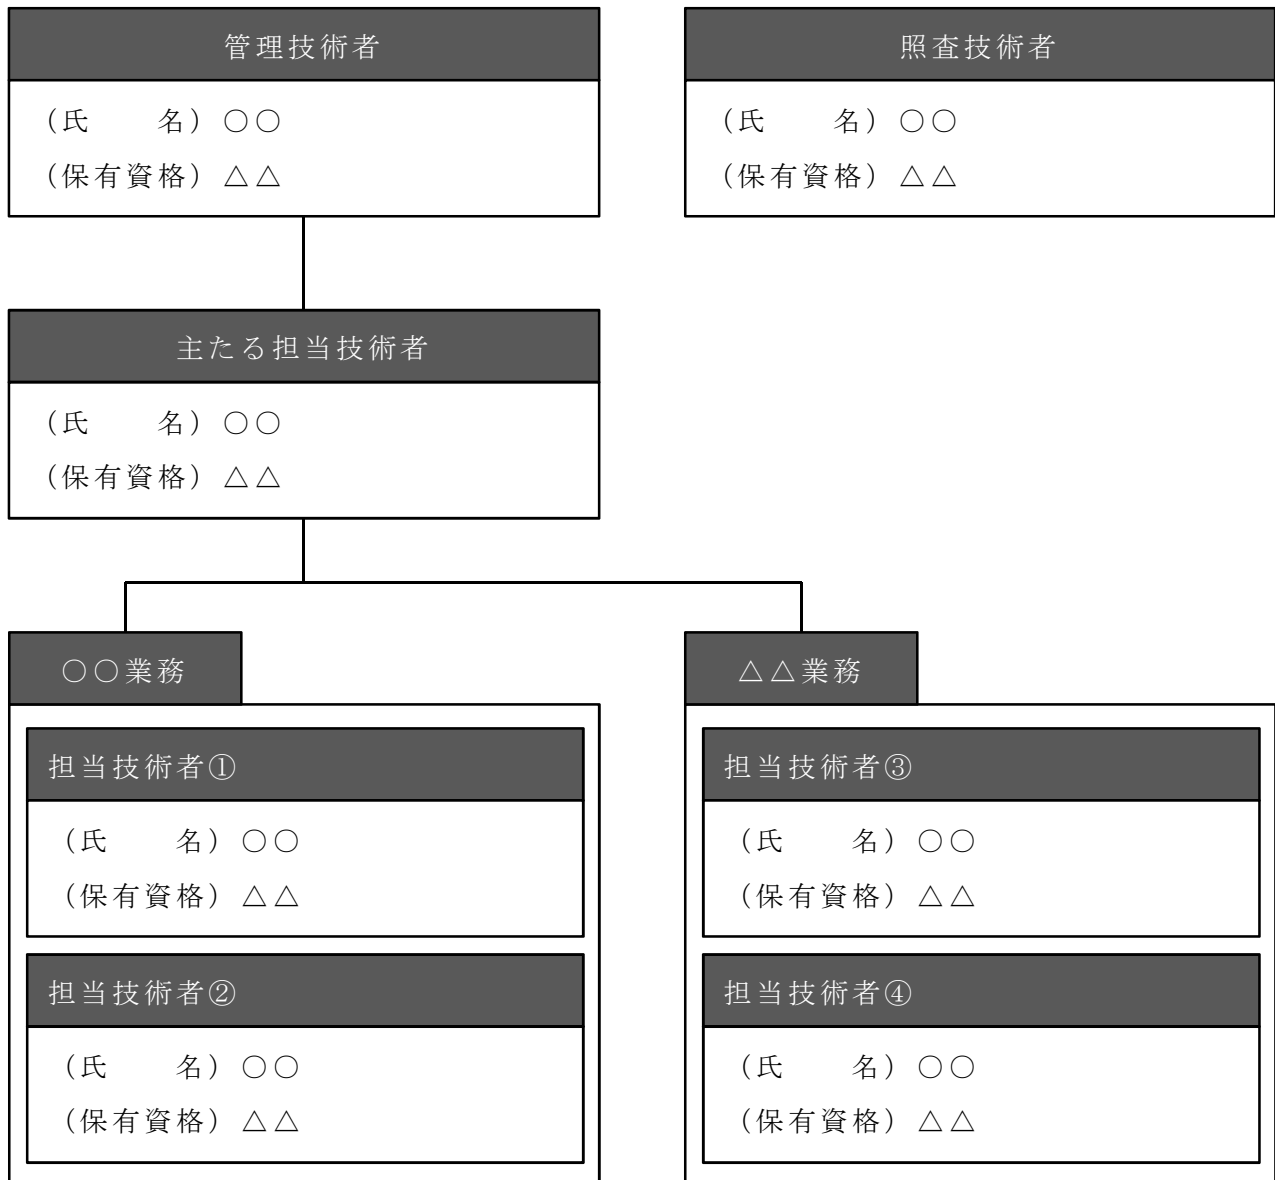 管理技術者
(氏　　名)○○
(保有資格)△△
照査技術者
(氏　　名)○○
(保有資格)△△
主たる担当技術者
(氏　　名)○○
(保有資格)△△
○○業務
担当技術者①
(氏　　名)○○
(保有資格)△△
担当技術者②
(氏　　名)○○
(保有資格)△△
△△業務
担当技術者③
(氏　　名)○○
(保有資格)△△
担当技術者④
(氏　　名)○○
(保有資格)△△